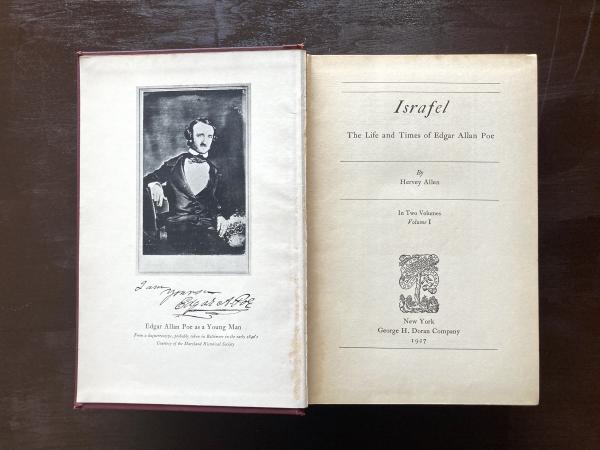 I am
yours
Edgar A. Poe
Edgar Allan Poe as a Young Man
From a daguerreotype, probably taken in Baltimore in the early 1840's
Courtesy of the Maryland Historical Society
Israfel
The Life and Times of Edgar Allan Poe
By
Hervey Allen
In Two Volumes
Volume I
New York
George H. Doran Company
1927